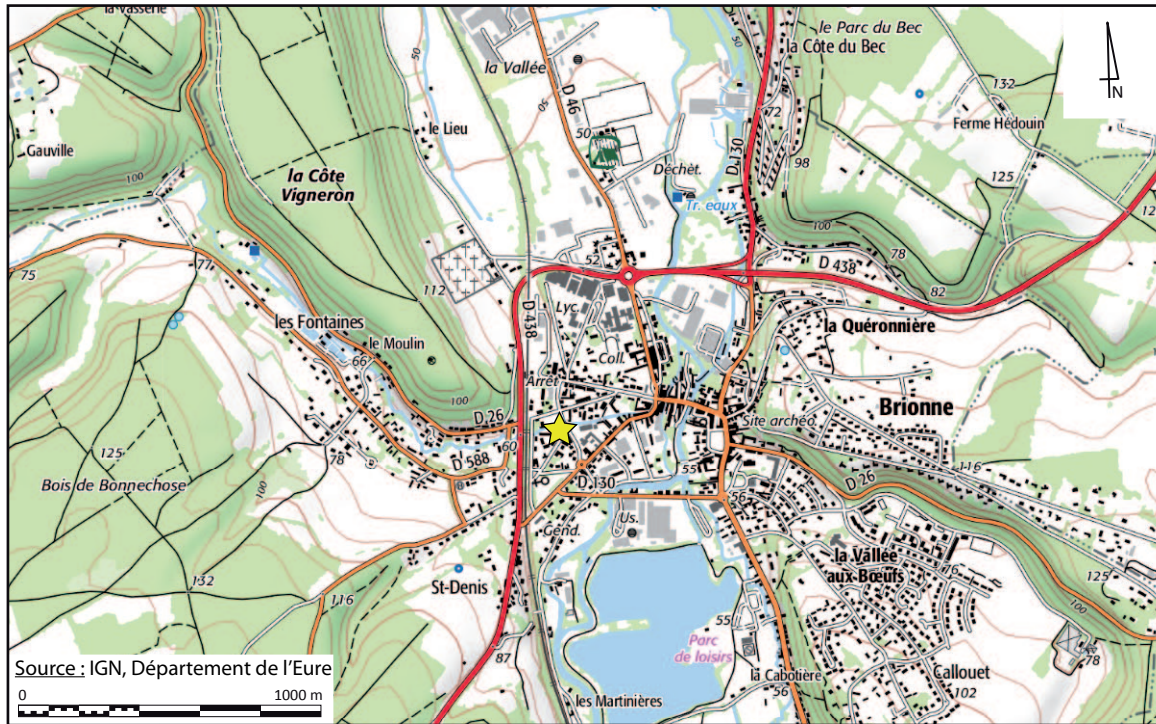 la Vasserie
le Parc du Bec
la Côte du Bec
la Vallée
50
50
132
D 46
50
72
Ferme Hédouin
le Lieu
50
Gauville
100
la Côte
Vigneron
Déchèt.
D 130
98
125
Tr. eaux
100
78
75
77
112
52
D 438
82
D 438
Lyc.
la Quéronnière
les Fontaines
le Moulin
66
Coll.
Arrêt
100
Brionne
D 26
Site archéo.
60
78
D 588
125
116
55
Bois de Bonnechose
100
D 130
D 26
56
Gend.
Us.
la Vallée
aux Bœufs
76
132
116
St-Denis
125
100
55
Parc
de loisirs
87
78
Callouet
102
la Cabotière
56
les Martinières
N
Source : IGN, Département de l'Eure
0
1000 m